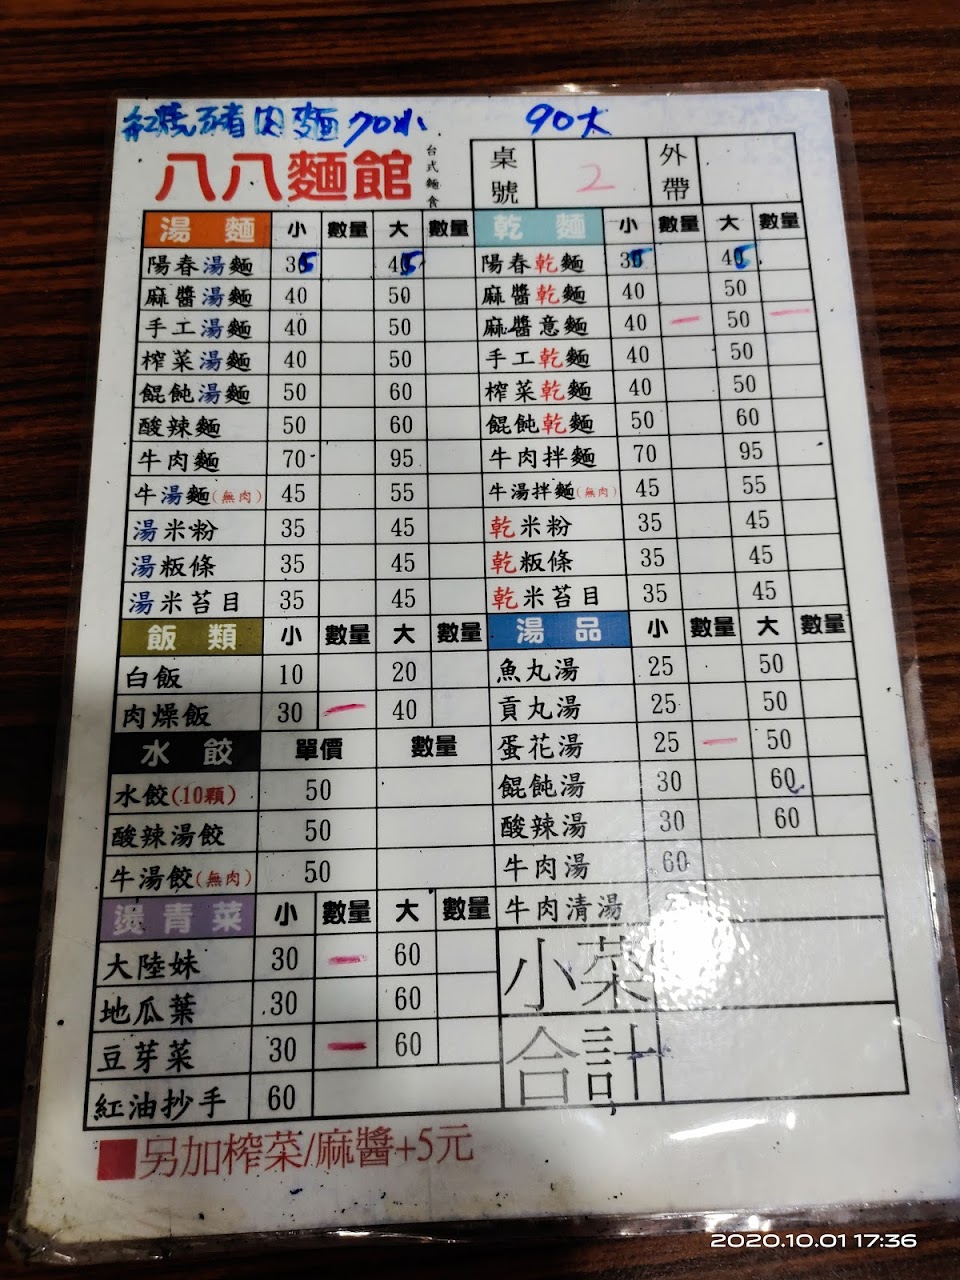 紅燒豬肉麵70小 90大
八八麵館 台式麵食
桌號 2 外帶
湯麵 小 數量 大 數量
陽春湯麵 35 45
麻醬湯麵 40 50
手工湯麵 40 50
榨菜湯麵 40 50
餛飩湯麵 50 60
酸辣麵 50 60
牛肉麵 70 95
牛湯麵(無肉) 45 55
湯米粉 35 45
湯粄條 35 45
湯米苔目 35 45
飯類 小 數量 大 數量
白飯 10 20
肉燥飯 30 一 40
水餃 單價 數量
水餃(10顆) 50
酸辣湯餃 50
牛湯餃(無肉) 50
燙青菜 小 數量 大 數量
大陸妹 30 一 60
地瓜葉 30 60
豆芽菜 30 一 60
紅油抄手 60
乾麵 小 數量 大 數量
陽春乾麵 35 45
麻醬乾麵 40 50
麻醬意麵 40 一 50 一
手工乾麵 40 50
榨菜乾麵 40 50
餛飩乾麵 50 60
牛肉拌麵 70 95
牛湯拌麵(無肉) 45 55
乾米粉 35 45
乾粄條 35 45
乾米苔目 35 45
湯品 小 數量 大 數量
魚丸湯 25 50
貢丸湯 25 50
蛋花湯 25 一 50
餛飩湯 30 60
酸辣湯 30 60
牛肉湯 60
牛肉清湯
小菜
合計
■另加榨菜/麻醬+5元
2020.10.01 17:36